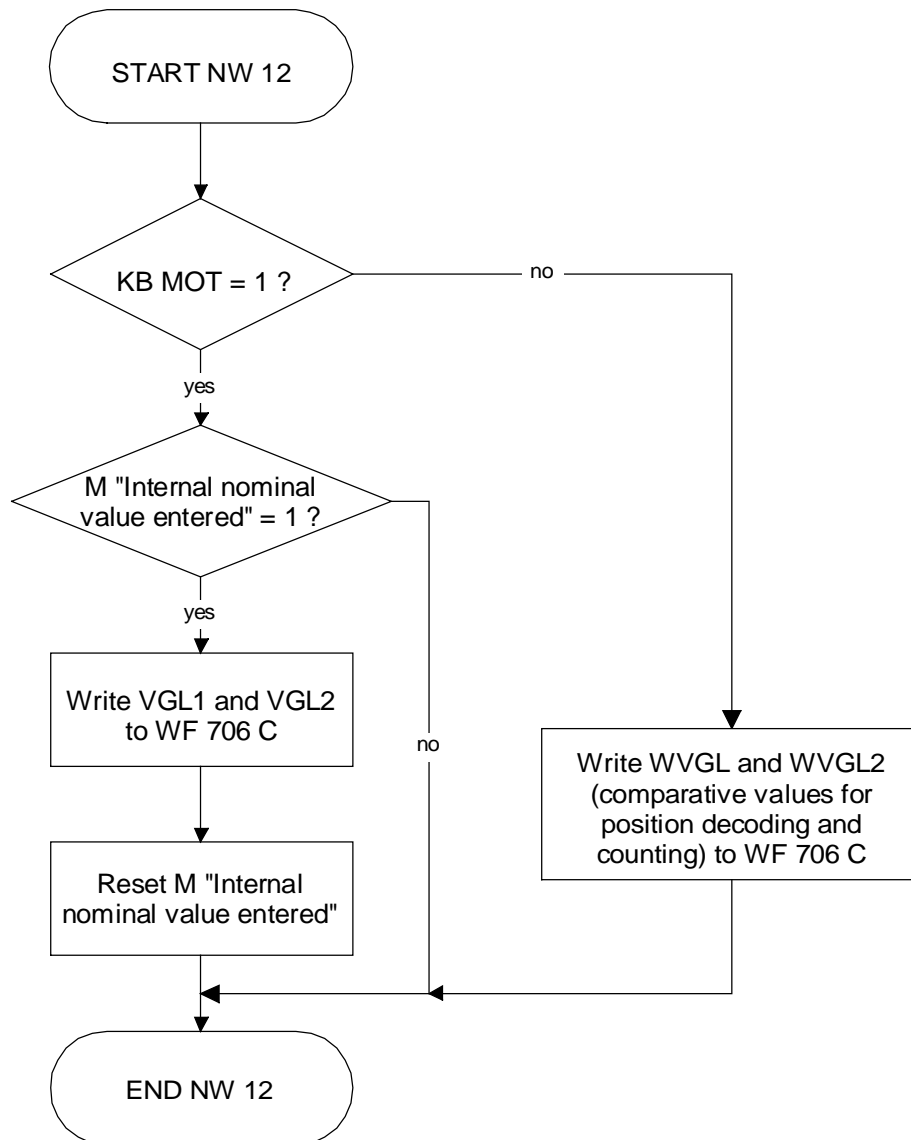 START NW 12
KB MOT = 1 ?
no
yes
M "Internal nominal
value entered" = 1 ?
yes
Write VGL1 and VGL2
to WF 706 C
no
Write WVGL and WVGL2
(comparative values for
position decoding and
counting) to WF 706 C
Reset M "Internal
nominal value entered"
END NW 12